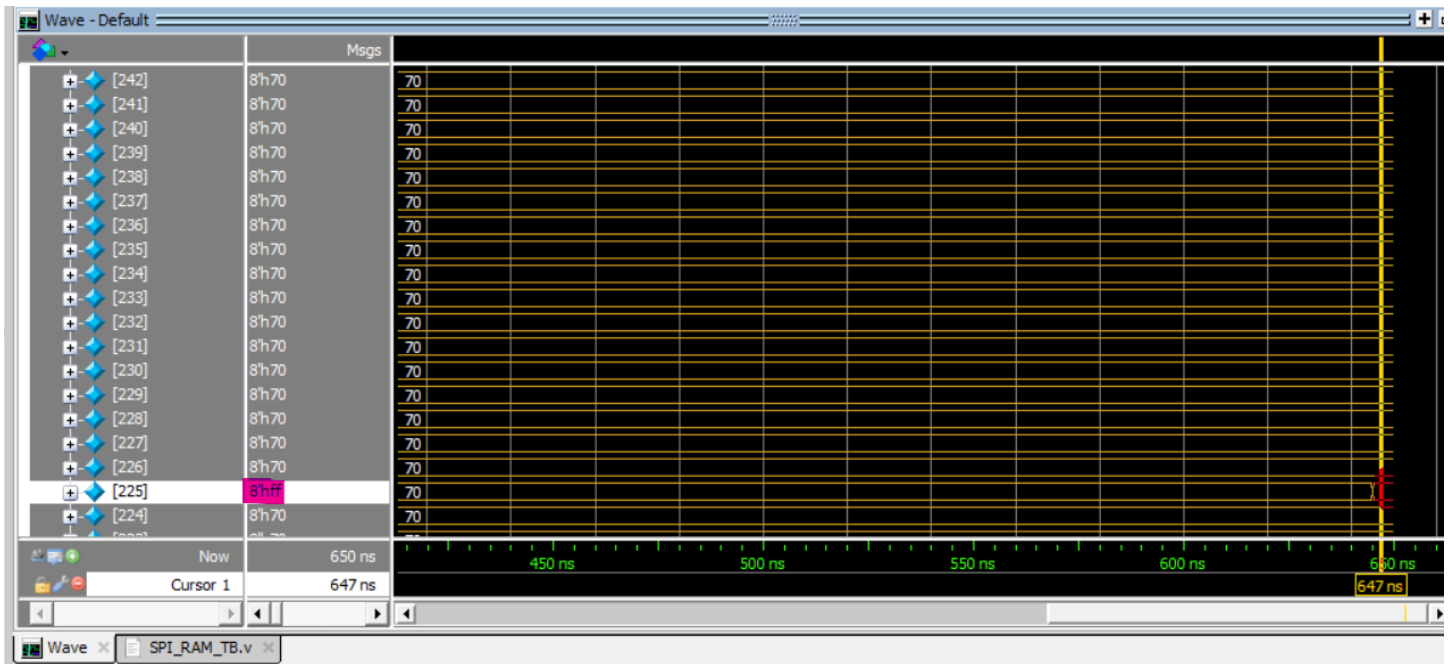 Wave - Default
Msgs
[242] 8'h70 70
[241] 8'h70 70
[240] 8'h70 70
[239] 8'h70 70
[238] 8'h70 70
[237] 8'h70 70
[236] 8'h70 70
[235] 8'h70 70
[234] 8'h70 70
[233] 8'h70 70
[232] 8'h70 70
[231] 8'h70 70
[230] 8'h70 70
[229] 8'h70 70
[228] 8'h70 70
[227] 8'h70 70
[226] 8'h70 70
[225] 8'hff 70
[224] 8'h70 70
Now 650 ns 450 ns 500 ns 550 ns 600 ns 650 ns
Cursor 1 647 ns 647 ns
Wave SPI_RAM_TB.v